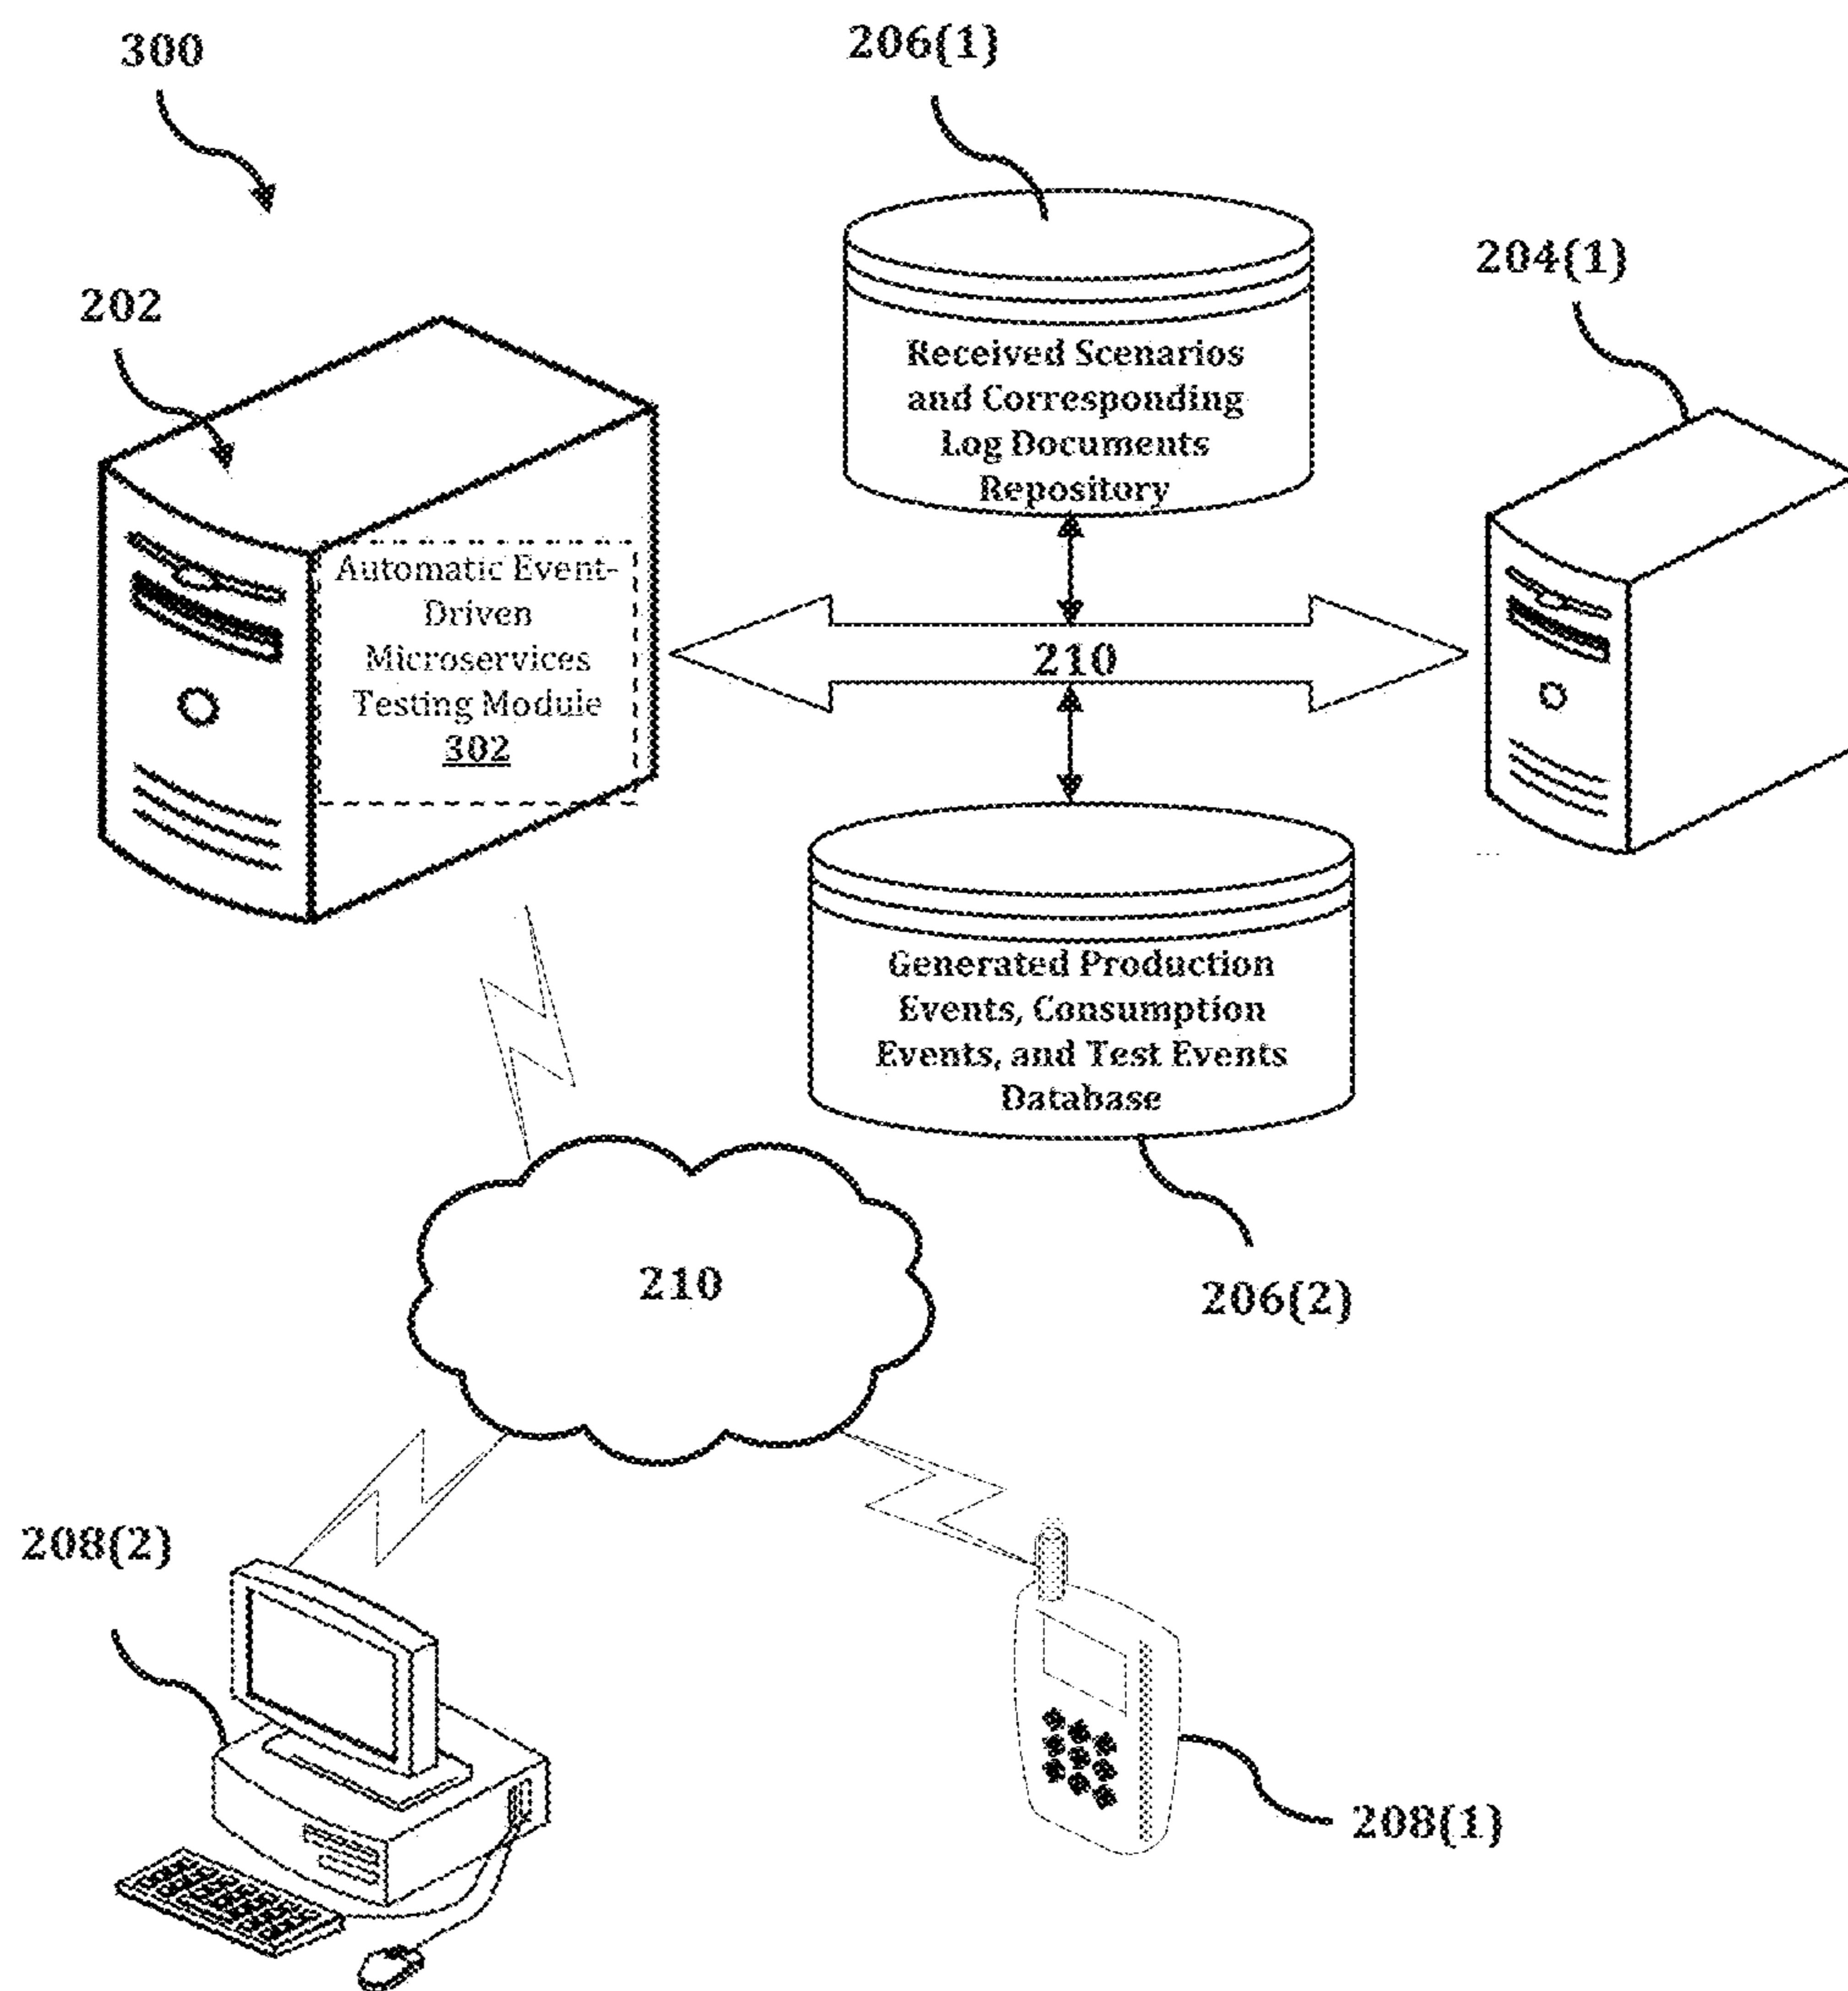 300
206(1)
204(1)
202
Received Scenarios
and Corresponding
Log Documents
Repository
Automatic Event-
Driven
Microservices
Testing Module
302
210
Generated Production
Events, Consumption
Events, and Test Events
Database
206(2)
210
208(2)
208(1)